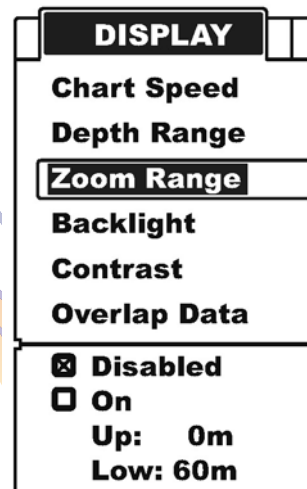 DISPLAY
Chart Speed
Depth Range
Zoom Range
Backlight
Contrast
Overlap Data
Disabled
On
Up: 0m
Low: 60m